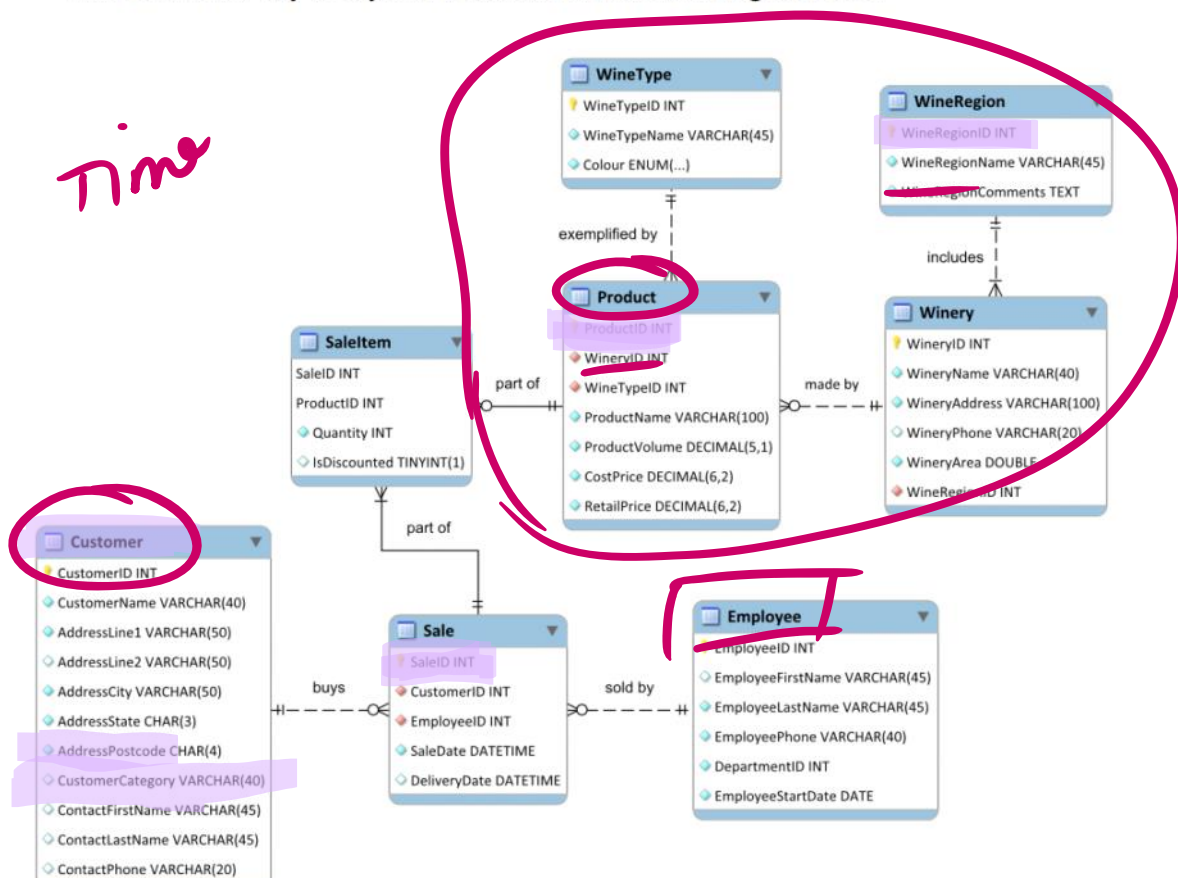 Time
WineType
WineTypeID INT
WineTypeName VARCHAR(45)
Colour ENUM(...)
WineRegion
WineRegionID INT
WineRegionName VARCHAR(45)
WineRegionComments TEXT
exemplified by
includes
Product
ProductID INT
WineryID INT
WineTypeID INT
ProductName VARCHAR(100)
ProductVolume DECIMAL(5,1)
CostPrice DECIMAL(6,2)
RetailPrice DECIMAL(6,2)
made by
Winery
WineryID INT
WineryName VARCHAR(40)
WineryAddress VARCHAR(100)
WineryPhone VARCHAR(20)
WineryArea DOUBLE
WineRegionID INT
SaleItem
SaleID INT
ProductID INT
Quantity INT
IsDiscounted TINYINT(1)
part of
part of
Customer
CustomerID INT
CustomerName VARCHAR(40)
AddressLine1 VARCHAR(50)
AddressLine2 VARCHAR(50)
AddressCity VARCHAR(50)
AddressState CHAR(3)
AddressPostcode CHAR(4)
CustomerCategory VARCHAR(40)
ContactFirstName VARCHAR(45)
ContactLastName VARCHAR(45)
ContactPhone VARCHAR(20)
buys
Sale
SaleID INT
CustomerID INT
EmployeeID INT
SaleDate DATETIME
DeliveryDate DATETIME
sold by
Employee
EmployeeID INT
EmployeeFirstName VARCHAR(45)
EmployeeLastName VARCHAR(45)
EmployeePhone VARCHAR(40)
DepartmentID INT
EmployeeStartDate DATE